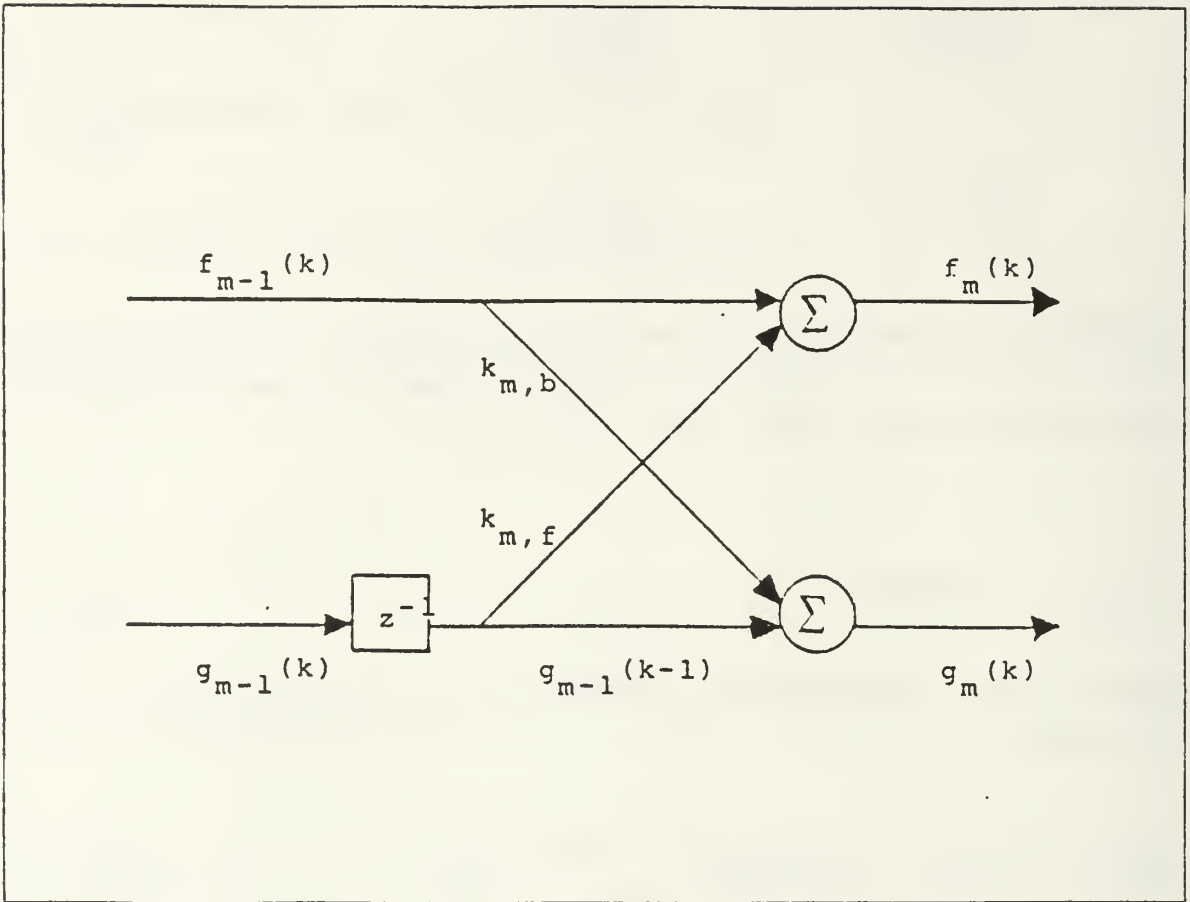 f_{m-1}(k)
f_m(k)
Σ
k_{m,b}
k_{m,f}
z^{-1}
Σ
g_{m-1}(k)
g_{m-1}(k-1)
g_m(k)